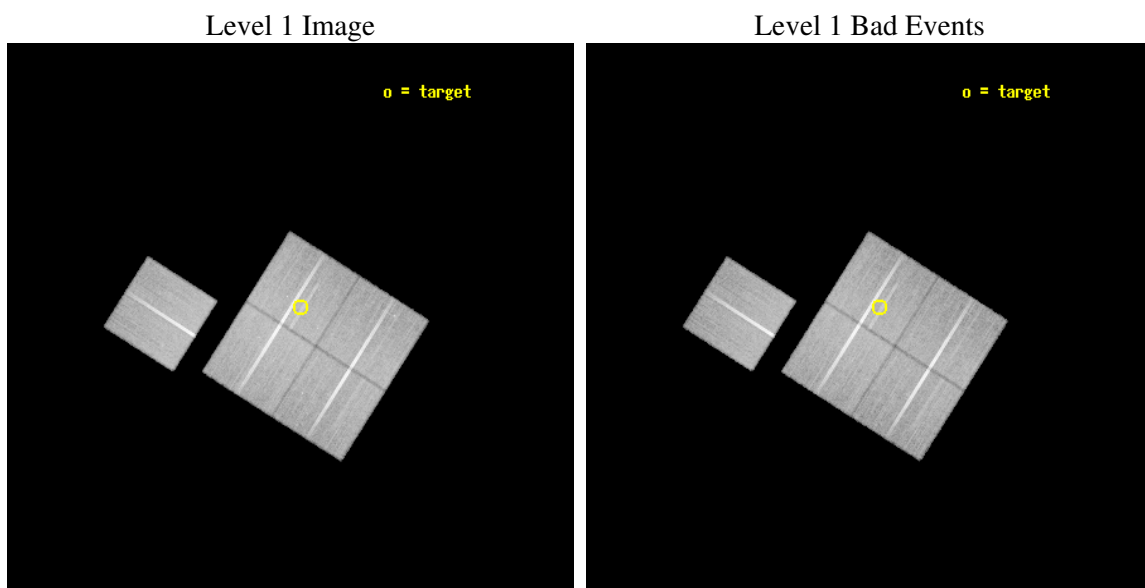 Level 1 Image
Level 1 Bad Events
o = target
o = target